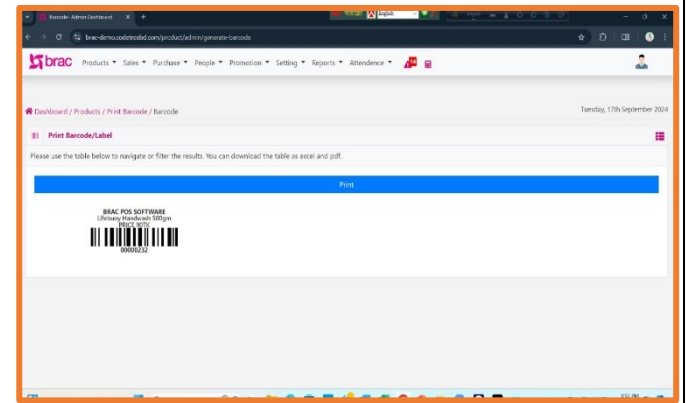 Barcode- Admin Dashboard
brac-demo.codetreebd.com/product/admin/generate-barcode
brac Products Sales Purchase People Promotion Setting Reports Attendence
Dashboard / Products / Print Barcode / Barcode
Tuesday, 17th September 2024
Print Barcode/Label
Please use the table below to navigate or filter the results. You can download the table as excel and pdf.
Print
BRAC POS SOFTWARE
Lifebuoy Handwash 500gm
PRICE 90TK
00000232